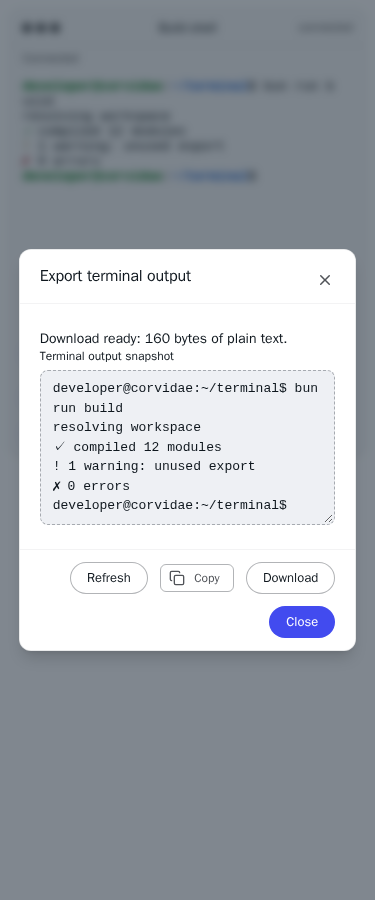 Export terminal output
Download ready: 160 bytes of plain text.
Terminal output snapshot
developer@corvidae:~/terminal$ bun
run build
resolving workspace
✓ compiled 12 modules
! 1 warning: unused export
✗ 0 errors
developer@corvidae:~/terminal$
Refresh
Copy
Download
Close